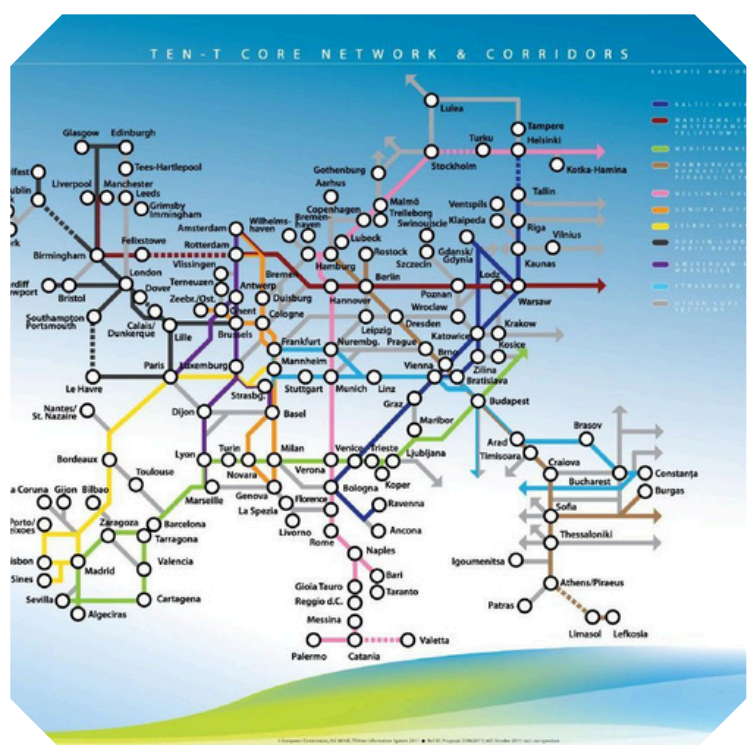 TEN-T CORE NETWORK & CORRIDORS
Lulea
Glasgow Edinburgh
Turku
Tampere
Helsinki
Stockholm
Kotka-Hamina
Tees-Hartlepool
Gothenburg
Aarhus
Liverpool Manchester
Leeds
Grimsby
Immingham
Tallin
Malmö
Trelleborg
Copenhagen
Ventspils
Klaipeda
Swinoujscie
Riga
Vilnius
Amsterdam
Wilhelms-
haven
Bremer-
haven
Lubeck
Rostock
Szczecin
Gdansk/
Gdynia
Kaunas
Birmingham
Felixstowe
Rotterdam
Vlissingen
Bremen
Hamburg
Berlin
Lodz
London
Terneuzen
Antwerp
Bristol
Dover
Zeebr./Ost.
Ghent
Duisburg
Hannover
Poznan
Warsaw
Southampton
Portsmouth
Calais/
Dunkerque
Lille
Brussels
Cologne
Leipzig
Dresden
Wroclaw
Katowice
Krakow
Frankfurt
Nurembg.
Prague
Brno
Kosice
Paris
Luxemburg
Mannheim
Vienna
Zilina
Le Havre
Strasbg.
Stuttgart
Munich
Linz
Bratislava
Nantes/
St. Nazaire
Dijon
Basel
Graz
Budapest
Maribor
Brasov
Arad
Timisoara
Bordeaux
Lyon
Turin
Milan
Venice
Trieste
Ljubljana
Craiova
Toulouse
Novara
Verona
Koper
Bucharest
Constanţa
Gijon
Bilbao
Marseille
Genova
Bologna
Burgas
La Spezia
Florence
Ravenna
Sofia
Zaragoza
Barcelona
Tarragona
Livorno
Rome
Ancona
Thessaloniki
Naples
Igoumenitsa
Madrid
Valencia
Bari
Sines
Gioia Tauro
Taranto
Athens/Piraeus
Sevilla
Cartagena
Reggio d.C.
Patras
Algeciras
Messina
Limasol
Lefkosia
Palermo
Catania
Valetta